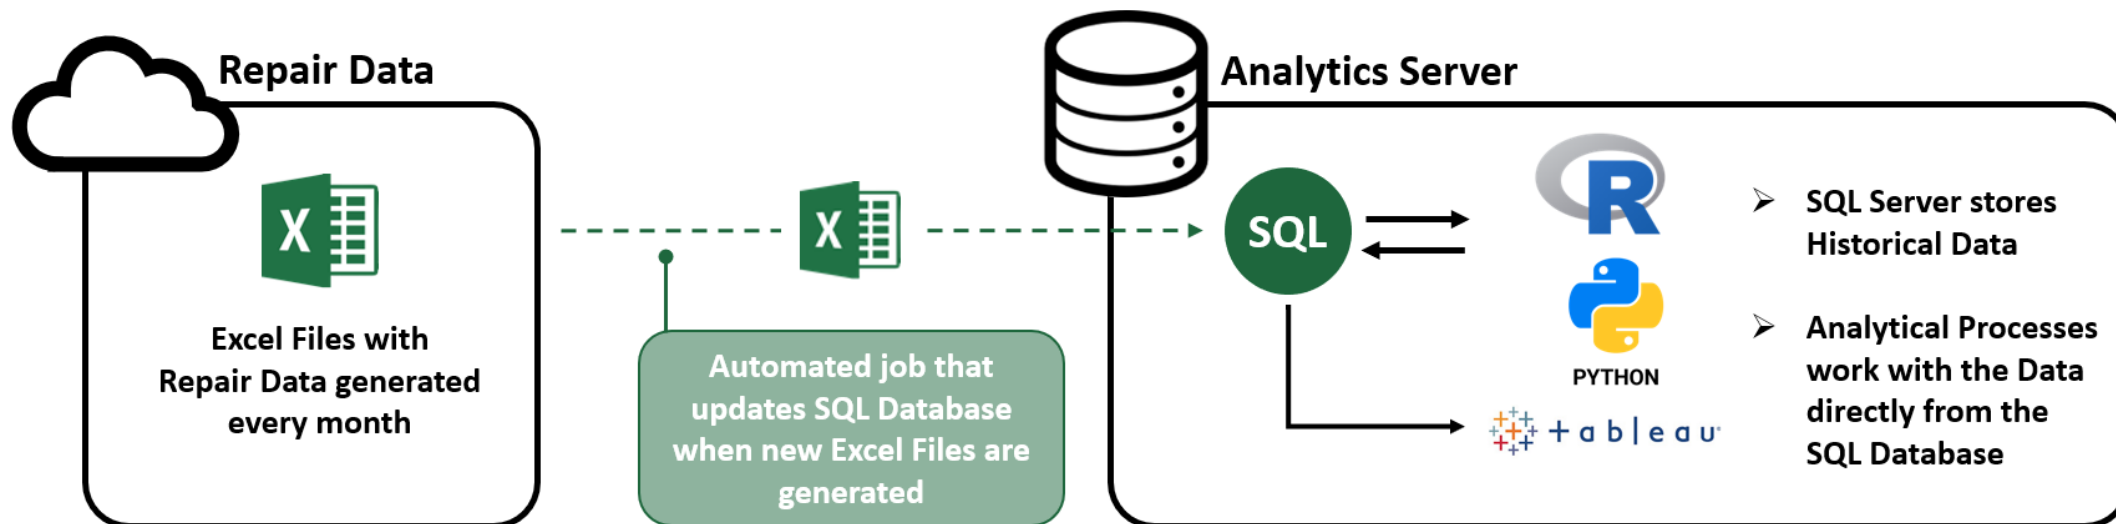 Repair Data
X
Excel Files with
Repair Data generated
every month
X
Automated job that
updates SQL Database
when new Excel Files are
generated
Analytics Server
SQL
R
PYTHON
+ableau
➢ SQL Server stores
Historical Data
➢ Analytical Processes
work with the Data
directly from the
SQL Database